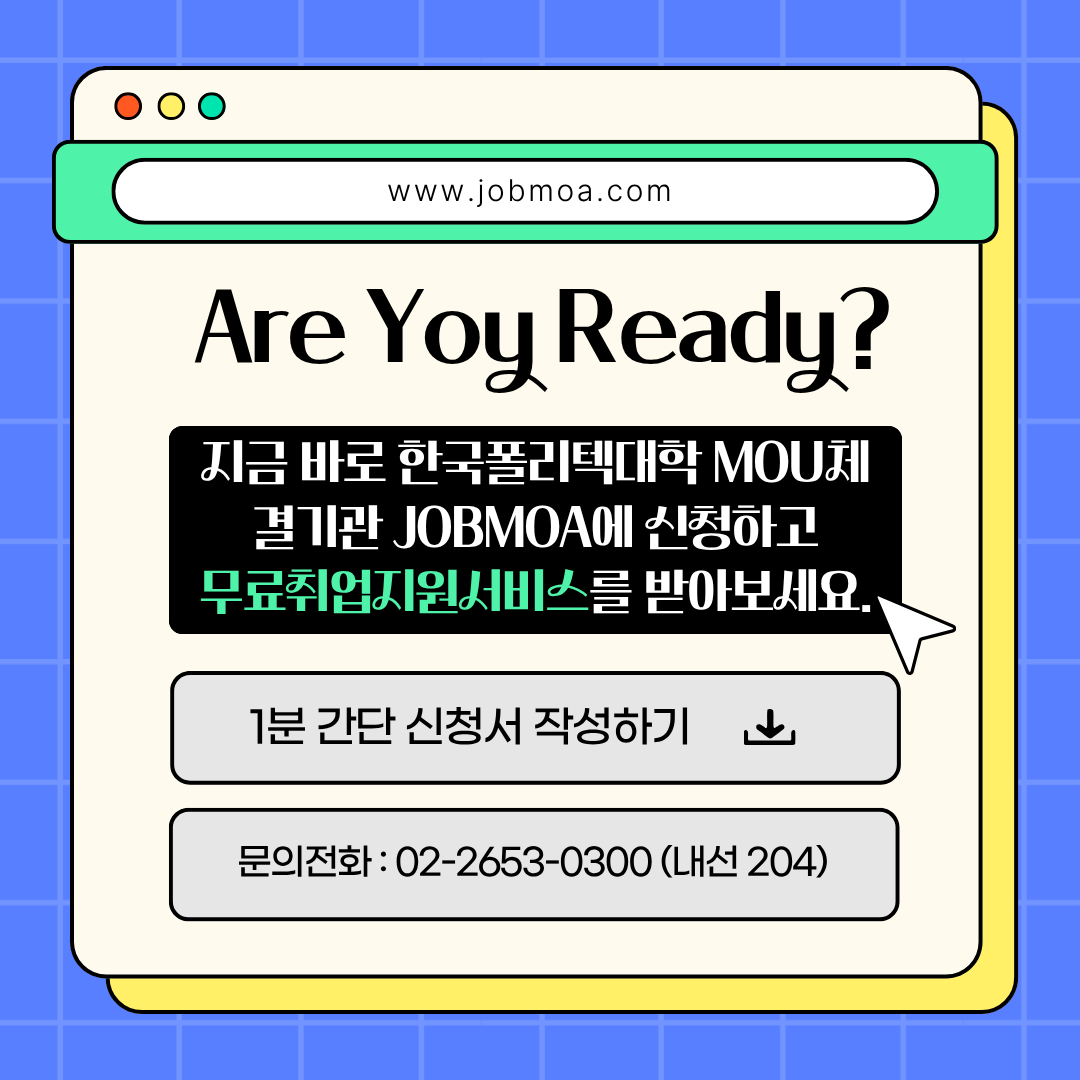 www.jobmoa.com
Are Yoy Ready?
지금 바로 한국폴리텍대학 MOU체
결기관 JOBMOA에 신청하고
무료취업지원서비스를 받아보세요.
1분 간단 신청서 작성하기
문의전화 : 02-2653-0300 (내선 204)